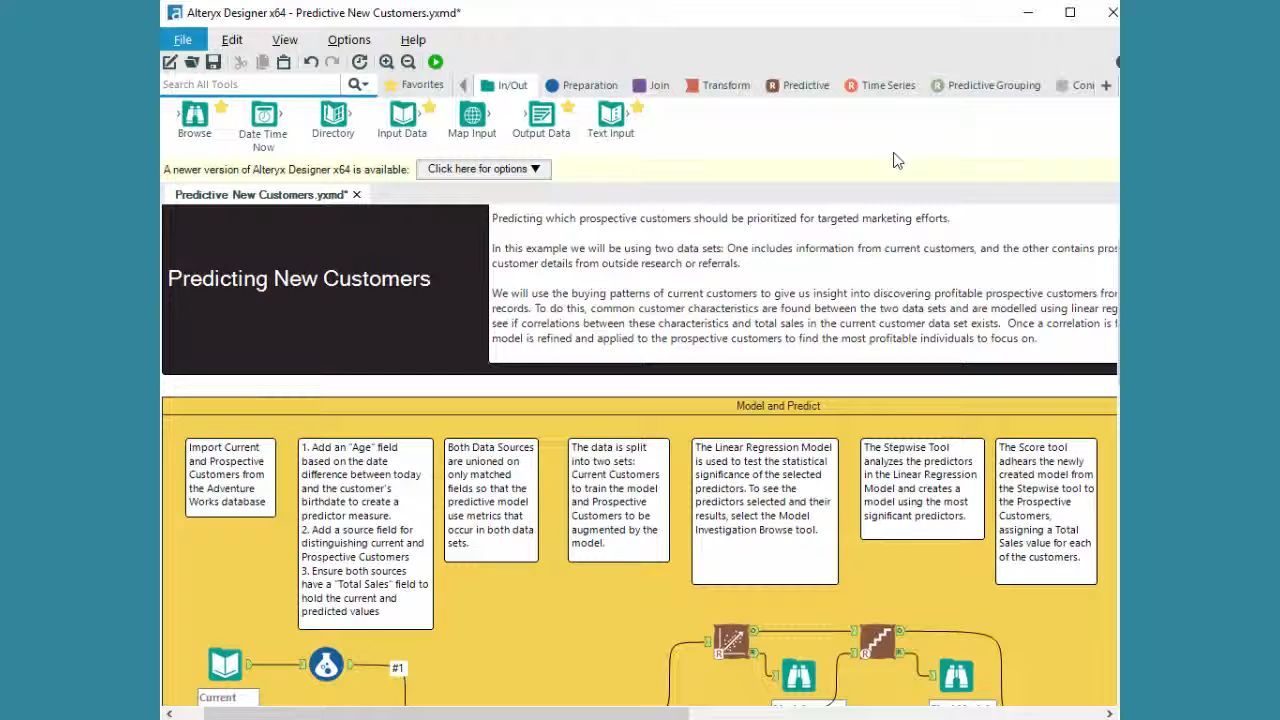 Alteryx Designer x64 - Predictive New Customers.yxmd*
File Edit View Options Help
Search All Tools Favorites In/Out Preparation Join Transform Predictive Time Series Predictive Grouping
Browse Date Time Now Directory Input Data Map Input Output Data Text Input
A newer version of Alteryx Designer x64 is available: Click here for options ▼
Predictive New Customers.yxmd*
Predicting New Customers
Predicting which prospective customers should be prioritized for targeted marketing efforts.
In this example we will be using two data sets: One includes information from current customers, and the other contains
customer details from outside research or referrals.
We will use the buying patterns of current customers to give us insight into discovering profitable prospective customers
records. To do this, common customer characteristics are found between the two data sets and are modelled using linear
see if correlations between these characteristics and total sales in the current customer data set exists. Once a correlation is
model is refined and applied to the prospective customers to find the most profitable individuals to focus on.
Model and Predict
Import Current
and Prospective
Customers from
the Adventure
Works database
1. Add an "Age" field
based on the date
difference between today
and the customer's
birthdate to create a
predictor measure.
2. Add a source field for
distinguishing current and
Prospective Customers
3. Ensure both sources
have a "Total Sales" field to
hold the current and
predicted values
Both Data Sources
are unioned on
only matched
fields so that the
predictive model
use metrics that
occur in both data
sets.
The data is split
into two sets:
Current Customers
to train the model
and Prospective
Customers to be
augmented by the
model.
The Linear Regression Model
is used to test the statistical
significance of the selected
predictors. To see the
predictors selected and their
results, select the Model
Investigation Browse tool.
The Stepwise Tool
analyzes the predictors
in the Linear Regression
Model and creates a
model using the most
significant predictors.
The Score tool
adhears the newly
created model from
the Stepwise tool to
the Prospective
Customers,
assigning a Total
Sales value for each
of the customers.
#1
Current